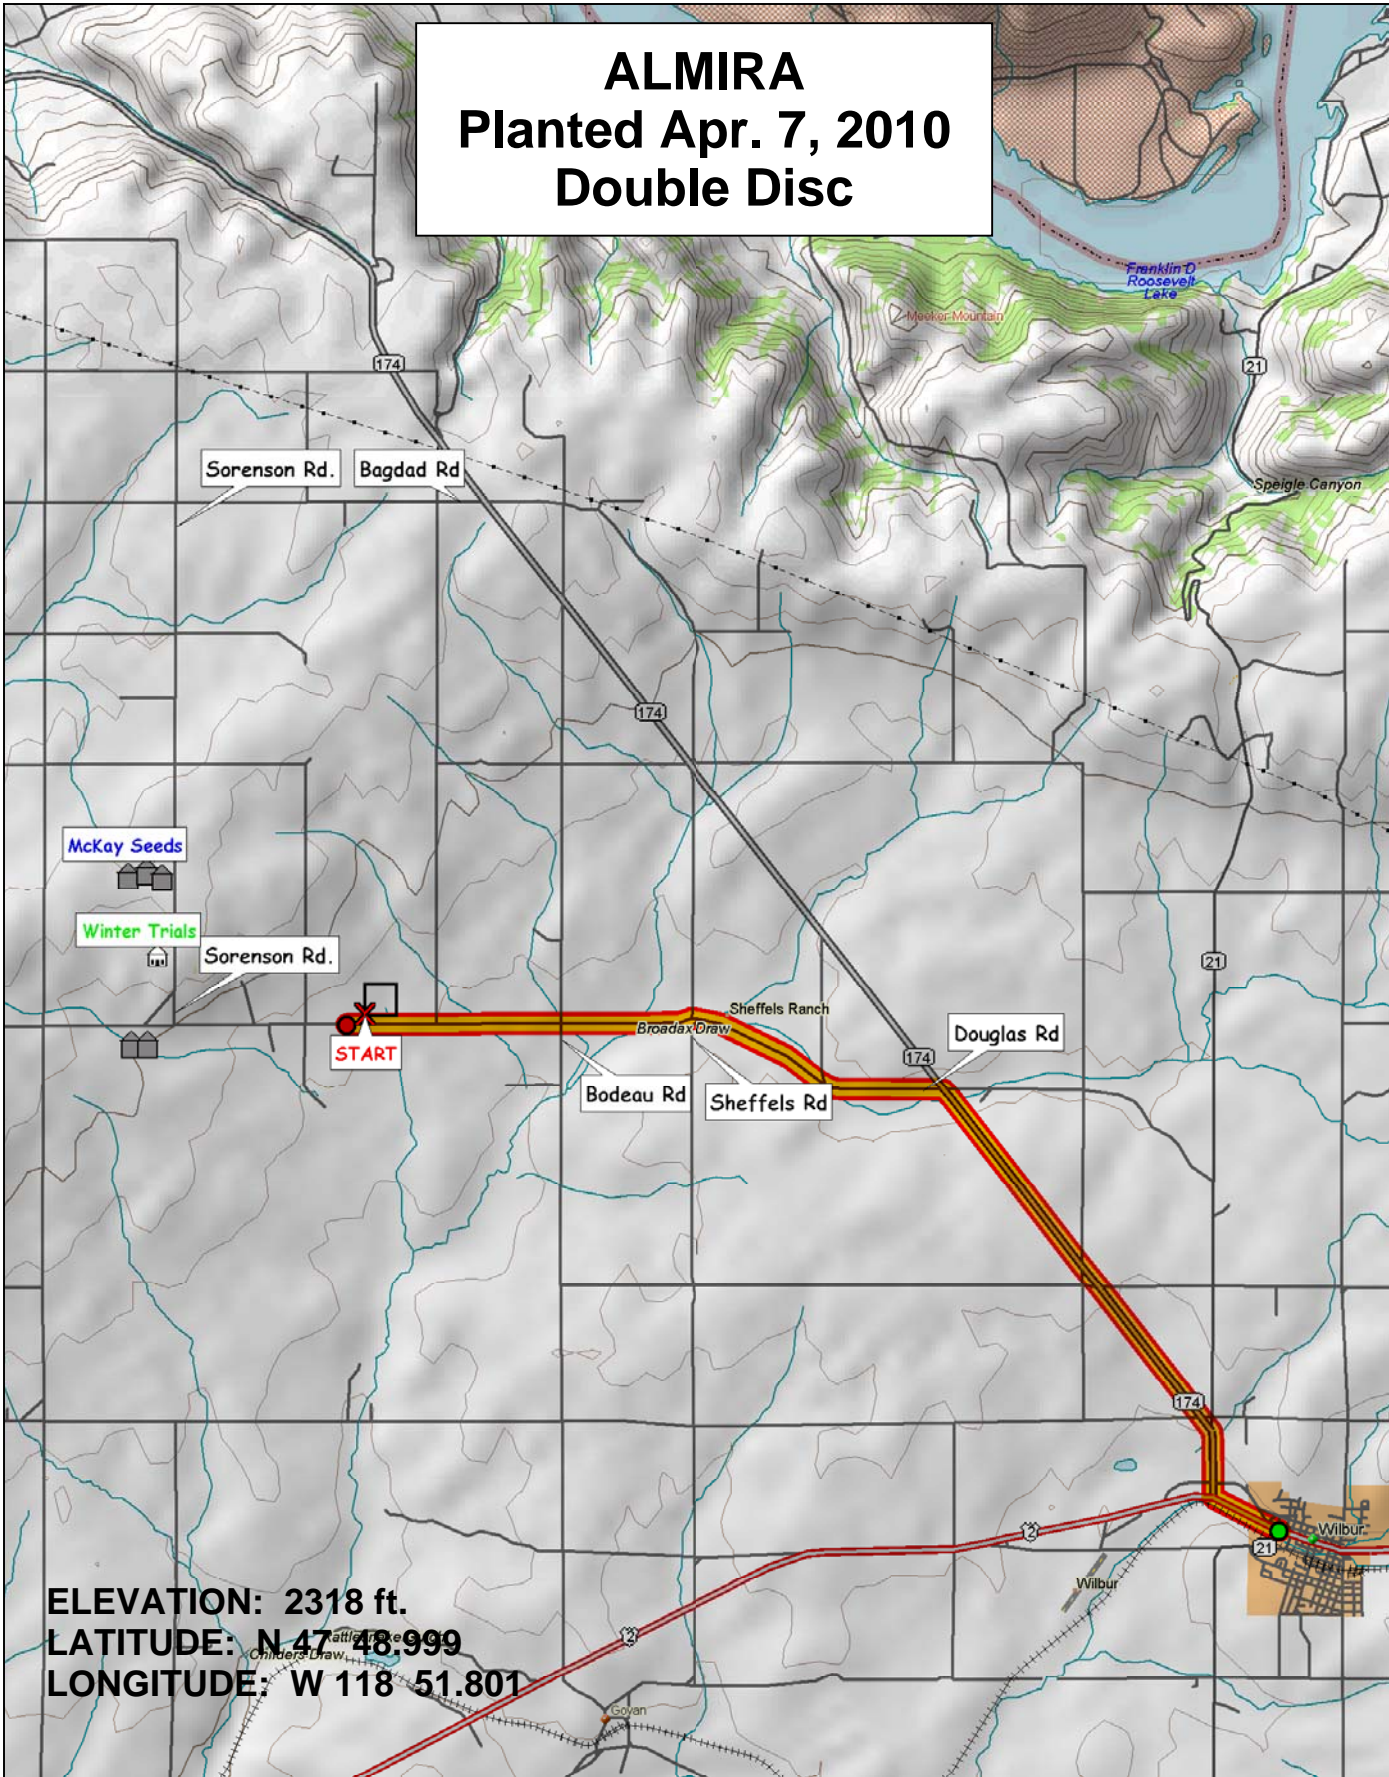 ALMIRA
Planted Apr. 7, 2010
Double Disc
Franklin D
Roosevelt
Lake
Meeker Mountain
174
21
Sorenson Rd.
Bagdad Rd
Speigle Canyon
174
McKay Seeds
Winter Trials
Sorenson Rd.
21
Sheffels Ranch
Broadax Draw
START
Douglas Rd
174
Bodeau Rd
Sheffels Rd
174
2
Wilbur
21
Wilbur
2
ELEVATION: 2318 ft.
LATITUDE: N 47 48.999
Childers Draw
LONGITUDE: W 118 51.801
Govan